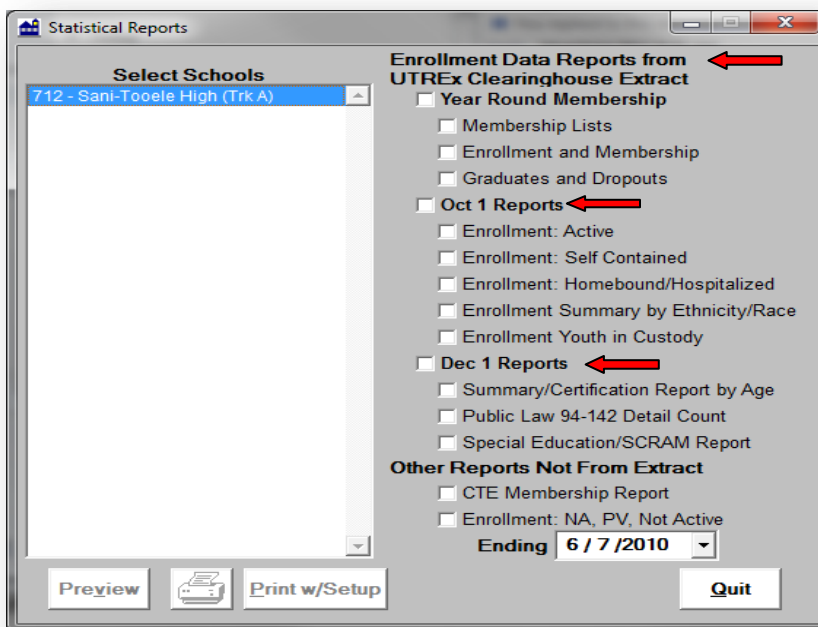 Statistical Reports
Select Schools
712 - Sani-Tooele High (Trk A)
Enrollment Data Reports from
UTREx Clearinghouse Extract
Year Round Membership
Membership Lists
Enrollment and Membership
Graduates and Dropouts
Oct 1 Reports
Enrollment: Active
Enrollment: Self Contained
Enrollment: Homebound/Hospitalized
Enrollment Summary by Ethnicity/Race
Enrollment Youth in Custody
Dec 1 Reports
Summary/Certification Report by Age
Public Law 94-142 Detail Count
Special Education/SCRAM Report
Other Reports Not From Extract
CTE Membership Report
Enrollment: NA, PV, Not Active
Ending 6 / 7 /2010
Preview Print w/Setup Quit